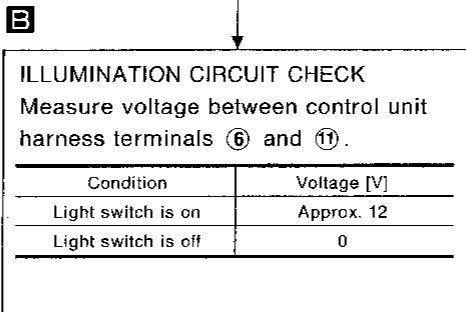 B
ILLUMINATION CIRCUIT CHECK
Measure voltage between control unit
harness terminals ⑥ and ⑪.
Condition Voltage [V]
Light switch is on Approx. 12
Light switch is off 0